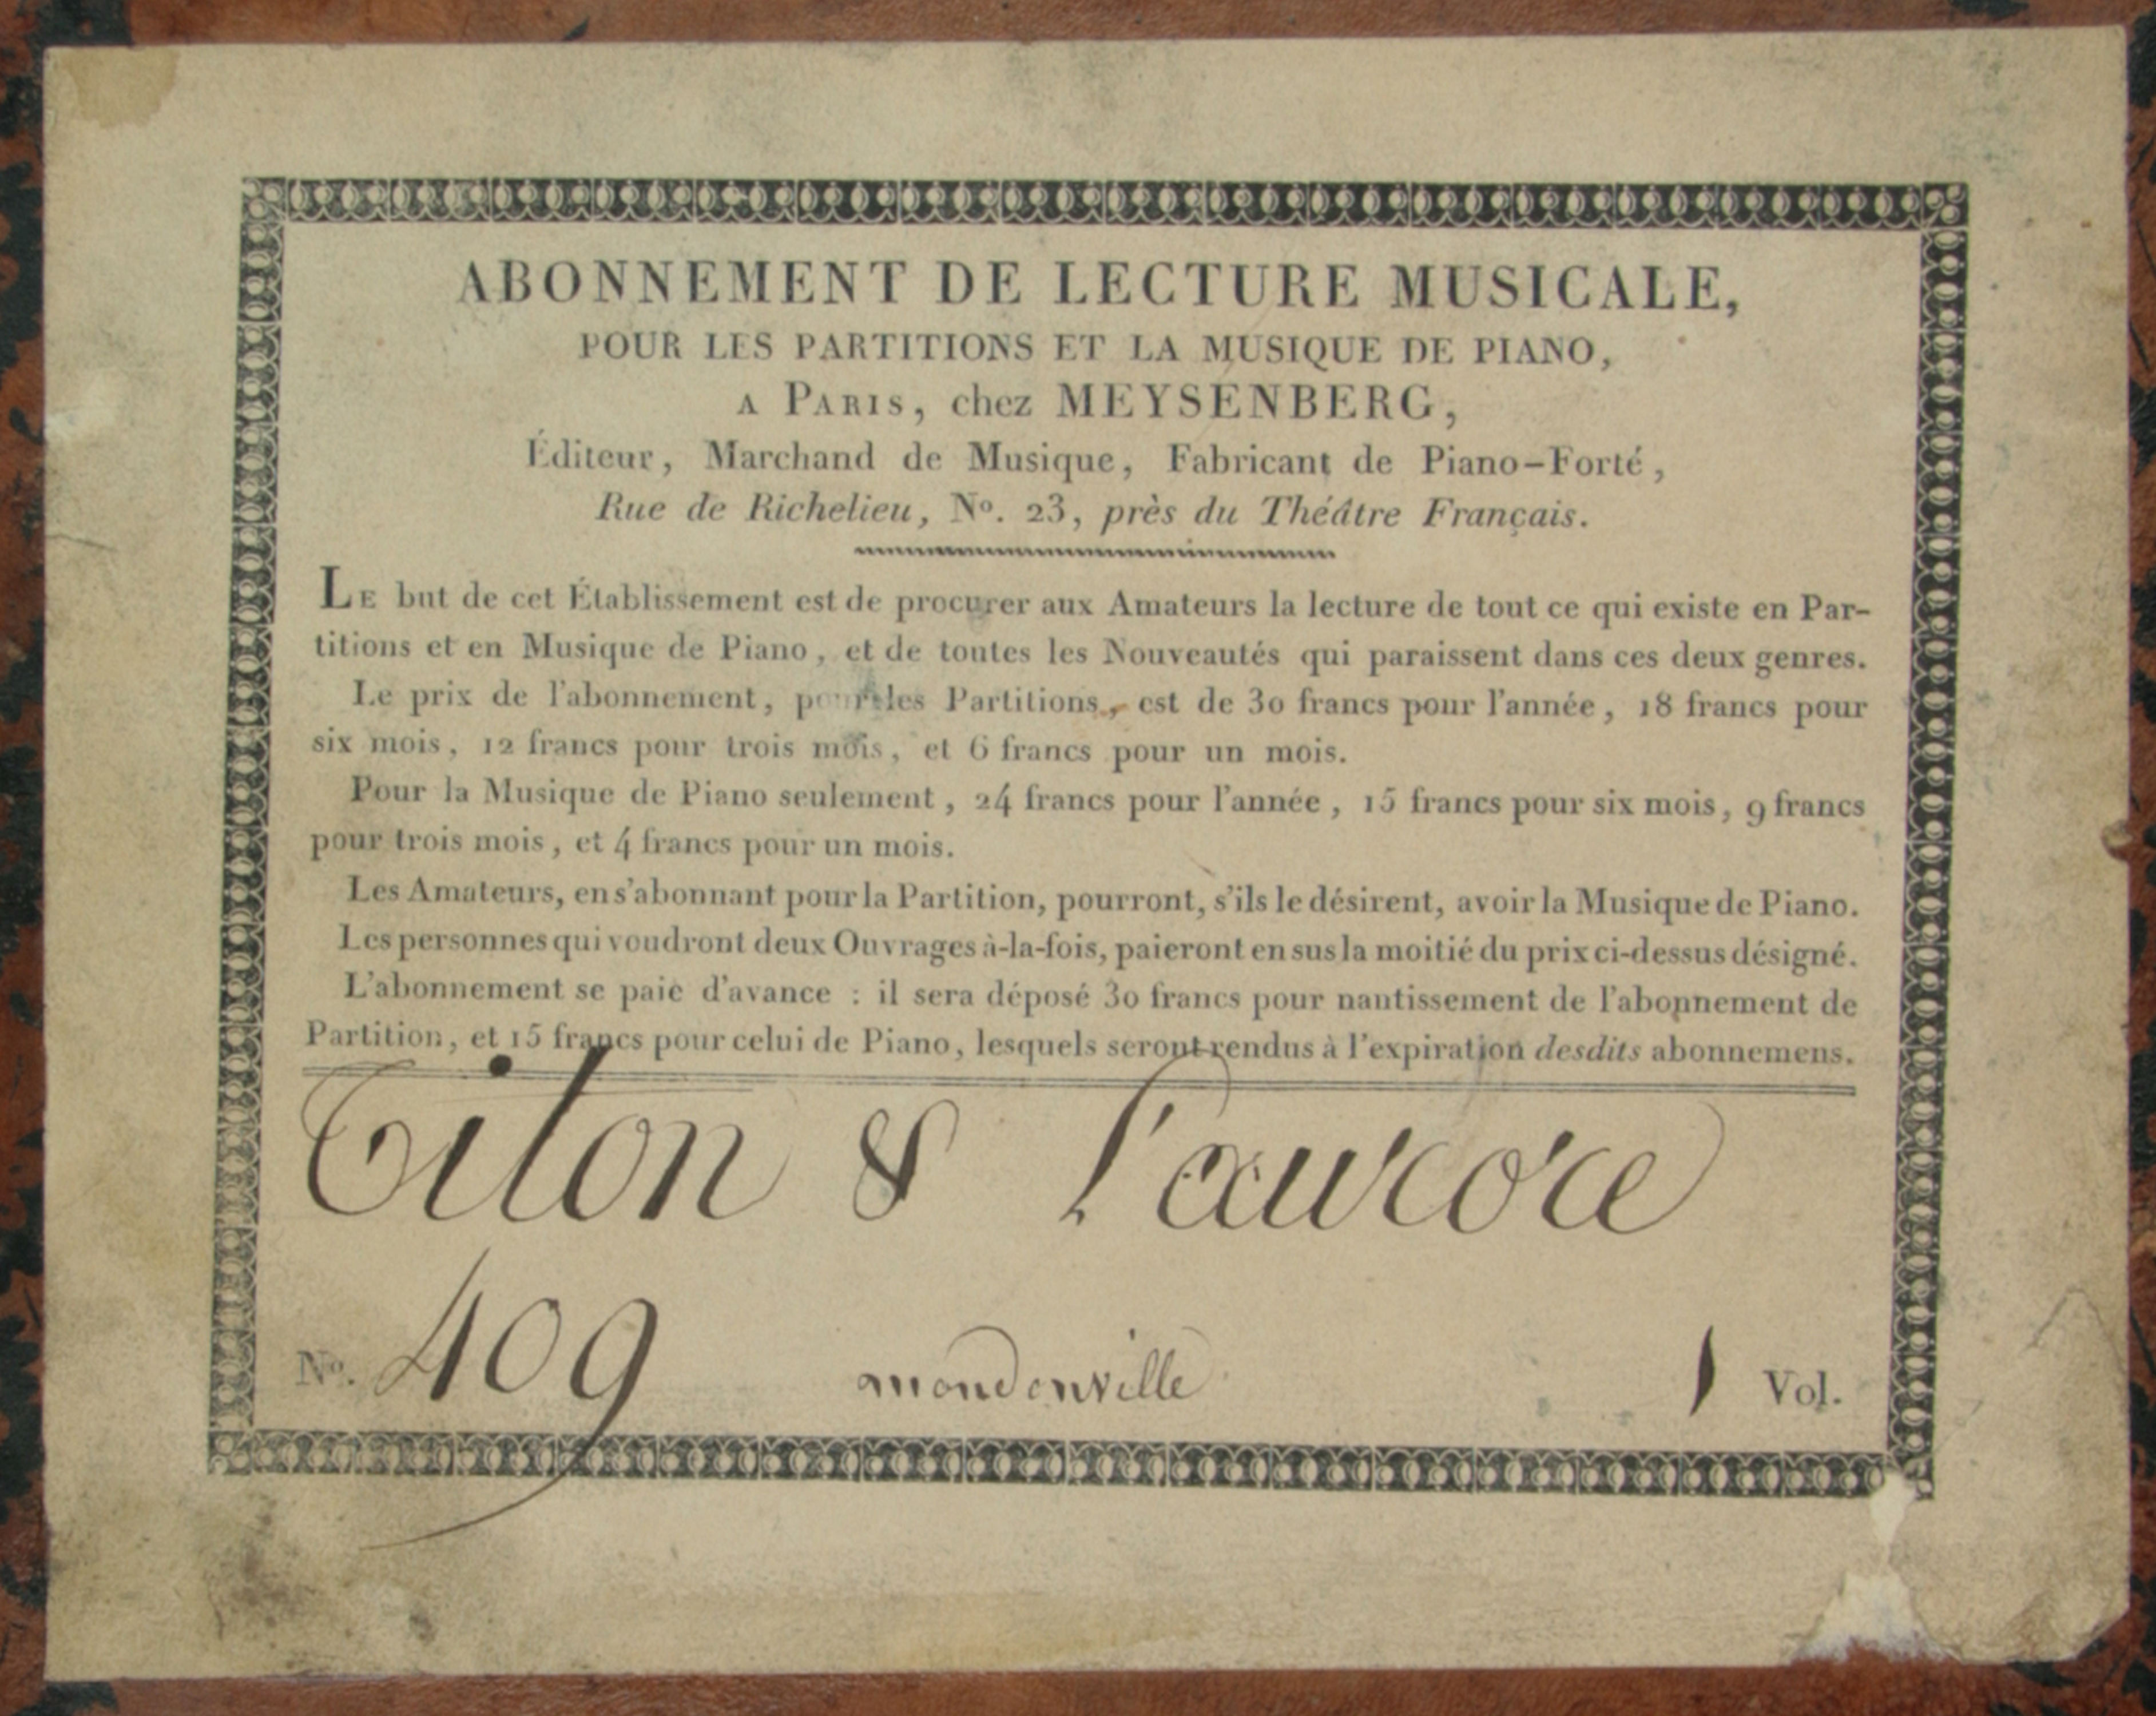 ABONNEMENT DE LECTURE MUSICALE,
POUR LES PARTITIONS ET LA MUSIQUE DE PIANO,
A PARIS, chez MEYSENBERG,
Éditeur, Marchand de Musique, Fabricant de Piano-Forté,
Rue de Richelieu, No. 23, près du Théâtre Français.
LE but de cet Établissement est de procurer aux Amateurs la lecture de tout ce qui existe en Par-
titions et en Musique de Piano, et de toutes les Nouveautés qui paraissent dans ces deux genres.
Le prix de l'abonnement, pour les Partitions, est de 30 francs pour l'année, 18 francs pour
six mois, 12 francs pour trois mois, et 6 francs pour un mois.
Pour la Musique de Piano seulement, 24 francs pour l'année, 15 francs pour six mois, 9 francs
pour trois mois, et 4 francs pour un mois.
Les Amateurs, en s'abonnant pour la Partition, pourront, s'ils le désirent, avoir la Musique de Piano.
Les personnes qui voudront deux Ouvrages à-la-fois, paieront en sus la moitié du prix ci-dessus désigné.
L'abonnement se paie d'avance : il sera déposé 30 francs pour nantissement de l'abonnement de
Partition, et 15 francs pour celui de Piano, lesquels seront rendus à l'expiration desdits abonnemens.
Titon & l'aurore
No. 409 mondonville 1 Vol.